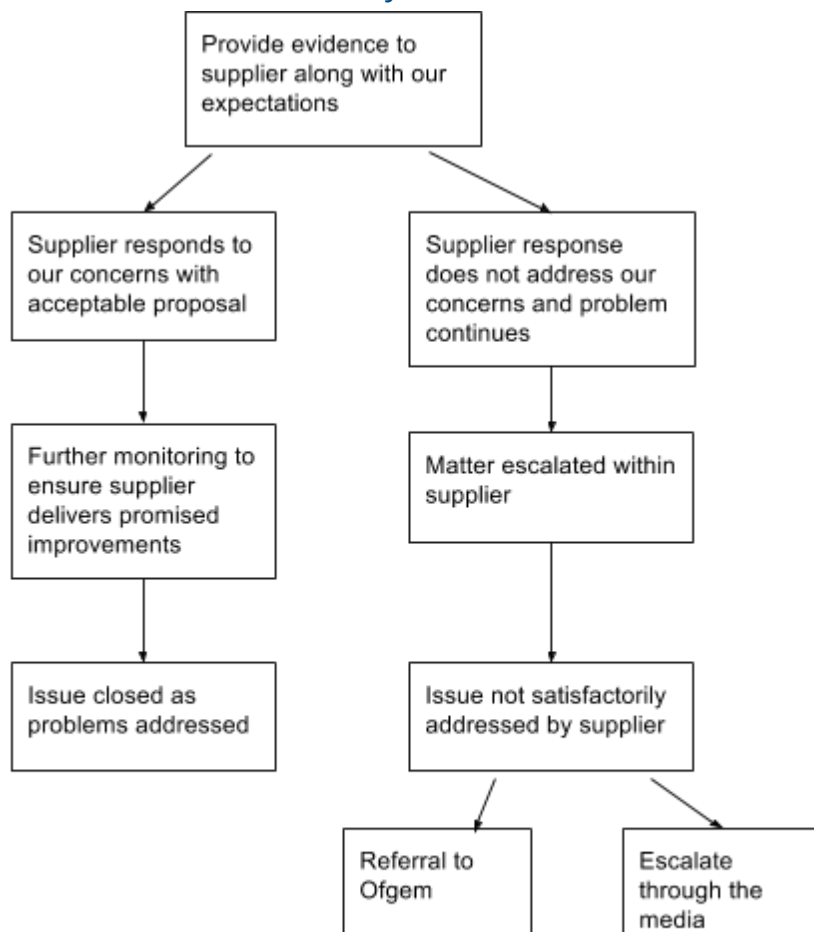 Provide evidence to
supplier along with our
expectations
Supplier responds to
our concerns with
acceptable proposal
Supplier response
does not address our
concerns and problem
continues
Further monitoring to
ensure supplier
delivers promised
improvements
Matter escalated within
supplier
Issue closed as
problems addressed
Issue not satisfactorily
addressed by supplier
Referral to
Ofgem
Escalate
through the
media